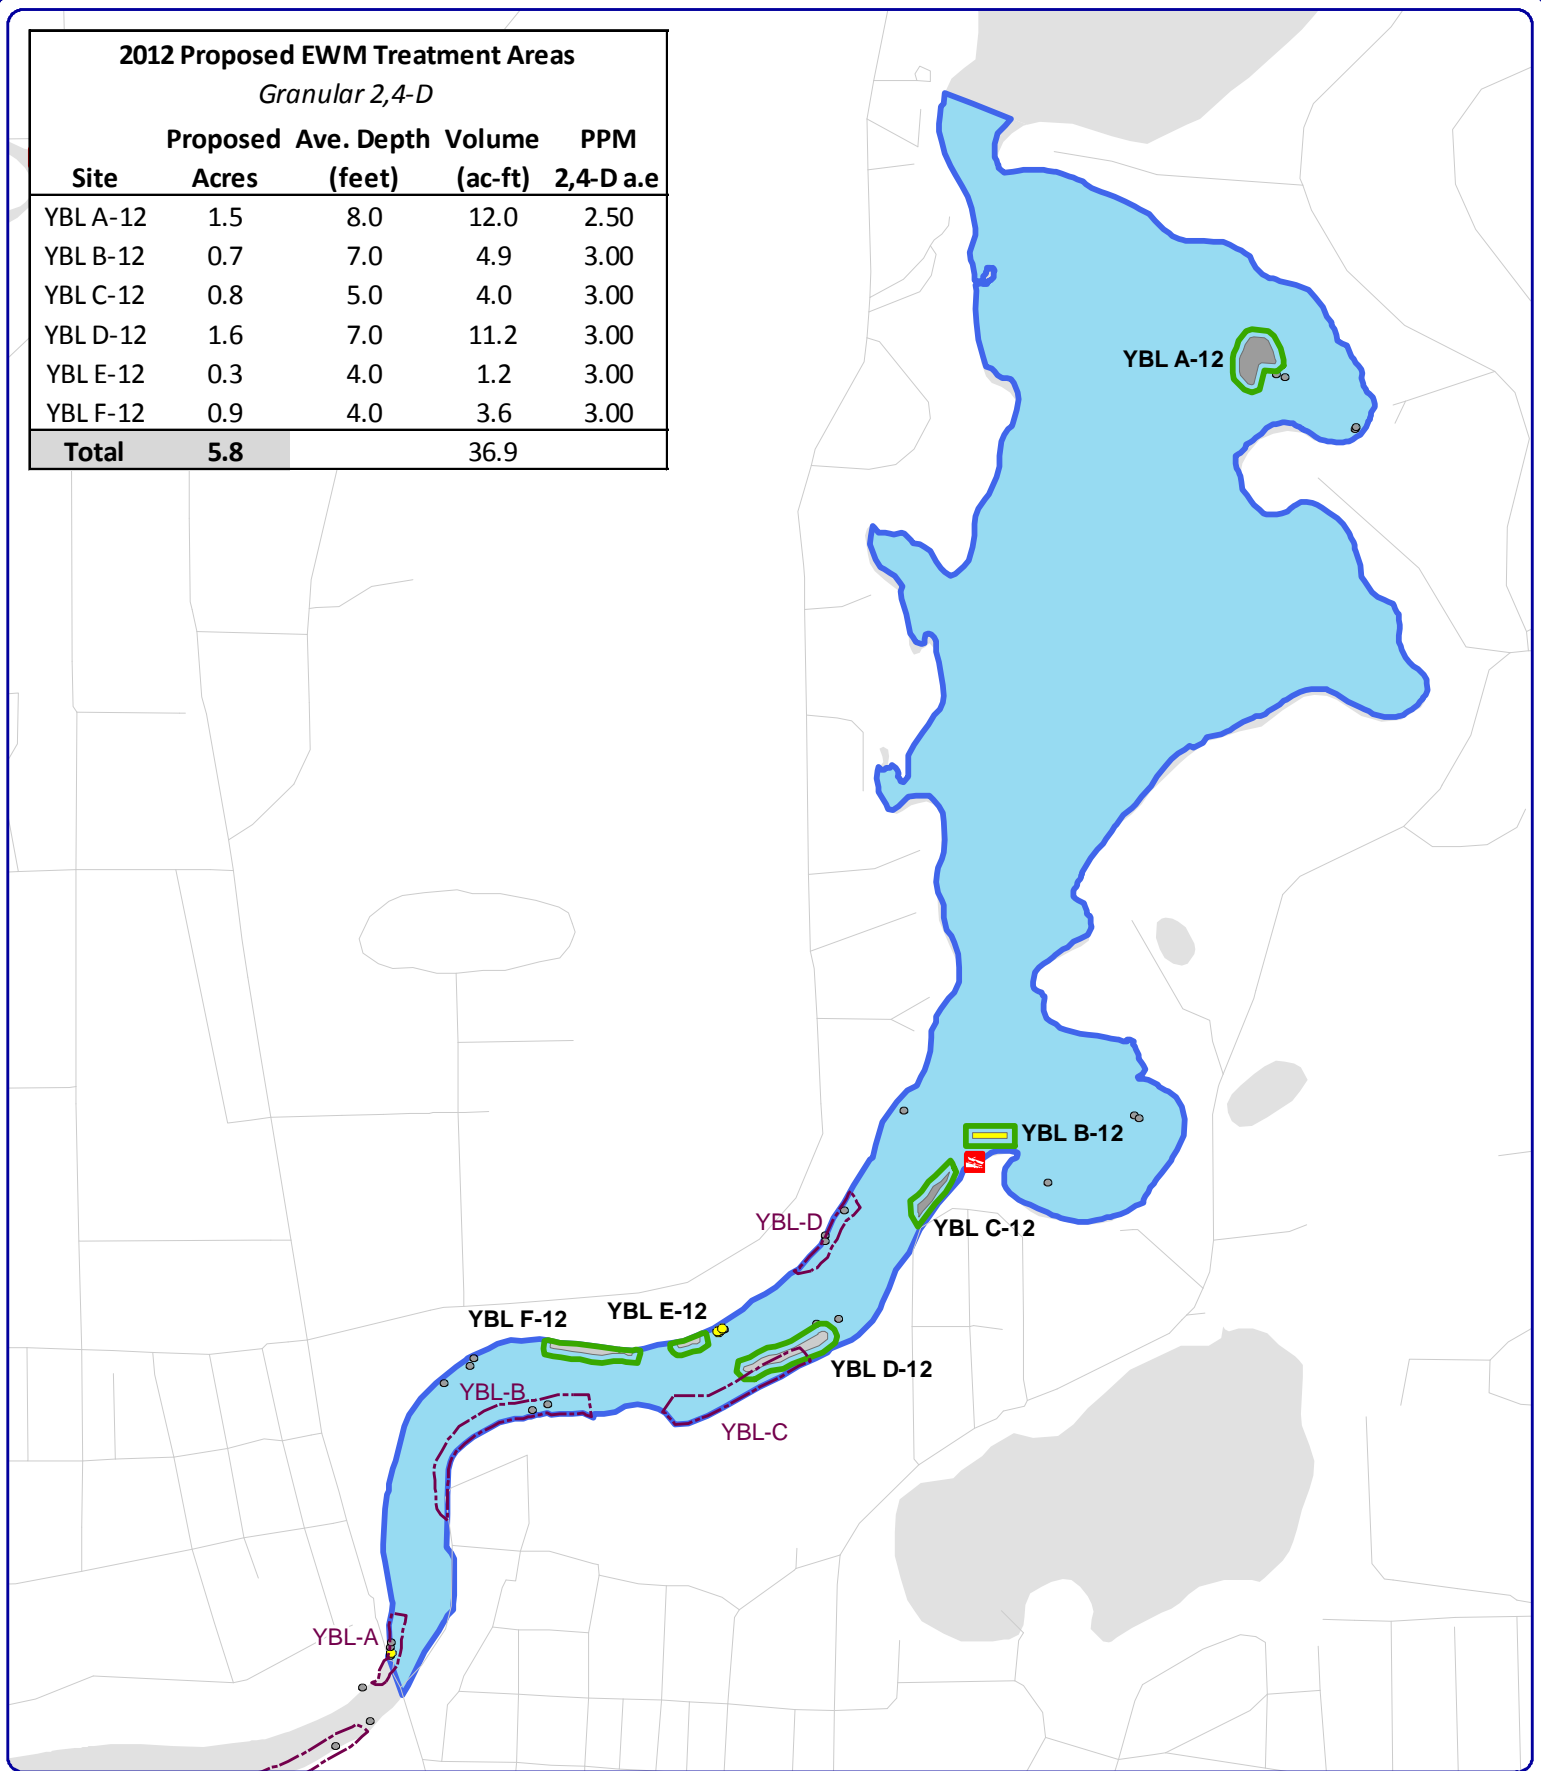 2012 Proposed EWM Treatment Areas
Granular 2,4-D
Proposed Ave. Depth Volume PPM
Site Acres (feet) (ac-ft) 2,4-D a.e
YBL A-12 1.5 8.0 12.0 2.50
YBL B-12 0.7 7.0 4.9 3.00
YBL C-12 0.8 5.0 4.0 3.00
YBL D-12 1.6 7.0 11.2 3.00
YBL E-12 0.3 4.0 1.2 3.00
YBL F-12 0.9 4.0 3.6 3.00
Total 5.8 36.9
YBL A-12
YBL B-12
YBL-D
YBL C-12
YBL F-12
YBL E-12
YBL D-12
YBL-B
YBL-C
YBL-A